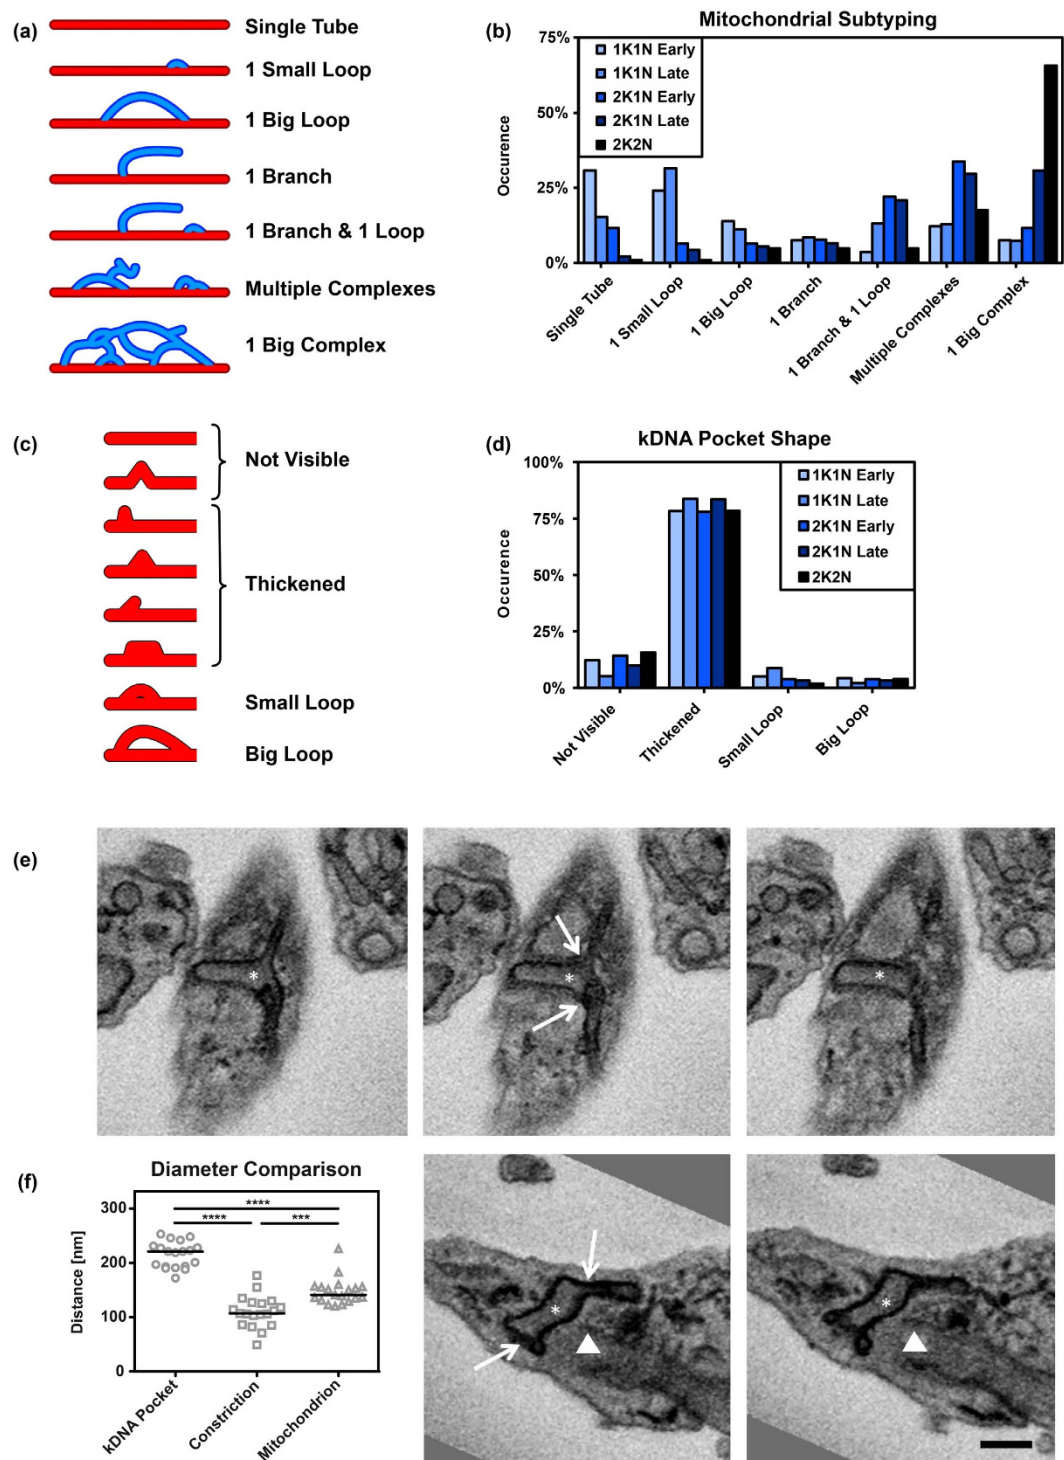 (a)
Single Tube
1 Small Loop
1 Big Loop
1 Branch
1 Branch & 1 Loop
Multiple Complexes
1 Big Complex
(b)
Mitochondrial Subtyping
75%
50%
25%
0%
Occurence
1K1N Early
1K1N Late
2K1N Early
2K1N Late
2K2N
Single Tube
1 Small Loop
1 Big Loop
1 Branch
1 Branch & 1 Loop
Multiple Complexes
1 Big Complex
(c)
Not Visible
Thickened
Small Loop
Big Loop
(d)
kDNA Pocket Shape
100%
75%
50%
25%
0%
Occurence
1K1N Early
1K1N Late
2K1N Early
2K1N Late
2K2N
Not Visible
Thickened
Small Loop
Big Loop
(e)
*
*
*
(f)
Diameter Comparison
300
200
100
0
Distance [nm]
****
****
***
kDNA Pocket
Constriction
Mitochondrion
*
*